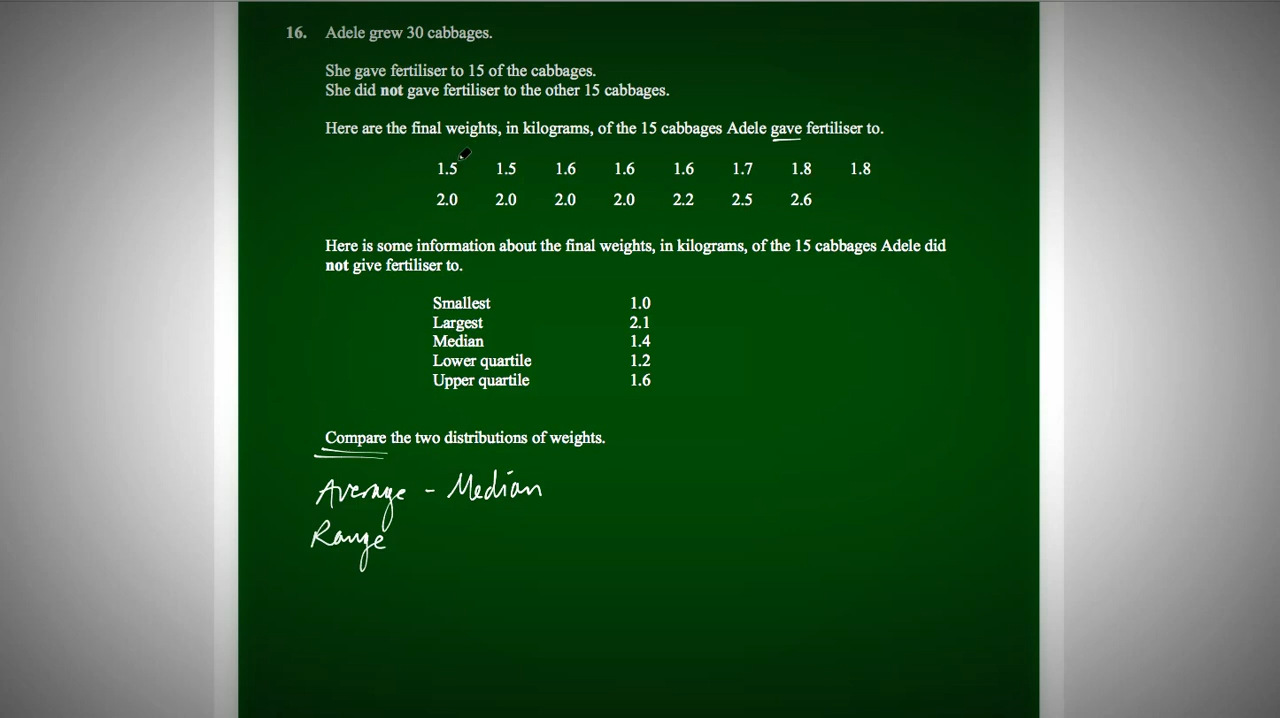 16. Adele grew 30 cabbages.
She gave fertiliser to 15 of the cabbages.
She did not gave fertiliser to the other 15 cabbages.
Here are the final weights, in kilograms, of the 15 cabbages Adele gave fertiliser to.
1.5 1.5 1.6 1.6 1.6 1.7 1.8 1.8
2.0 2.0 2.0 2.0 2.2 2.5 2.6
Here is some information about the final weights, in kilograms, of the 15 cabbages Adele did
not give fertiliser to.
Smallest 1.0
Largest 2.1
Median 1.4
Lower quartile 1.2
Upper quartile 1.6
Compare the two distributions of weights.
Average - Median
Range